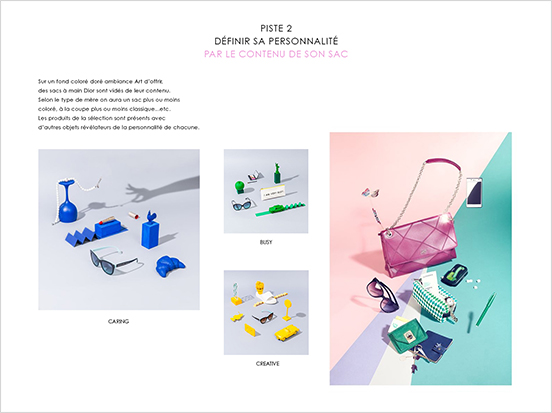 PISTE 2
DÉFINIR SA PERSONNALITÉ
PAR LE CONTENU DE SON SAC
Sur un fond coloré doré ambiance Art d'offrir,
des sacs à main Dior sont vidés de leur contenu.
Selon le type de mère on aura un sac plus ou moins
coloré, à la coupe plus ou moins classique...etc.
Les produits de la sélection sont présents avec
d'autres objets révélateurs de la personnalité de chacune.
BUSY
CARING
CREATIVE